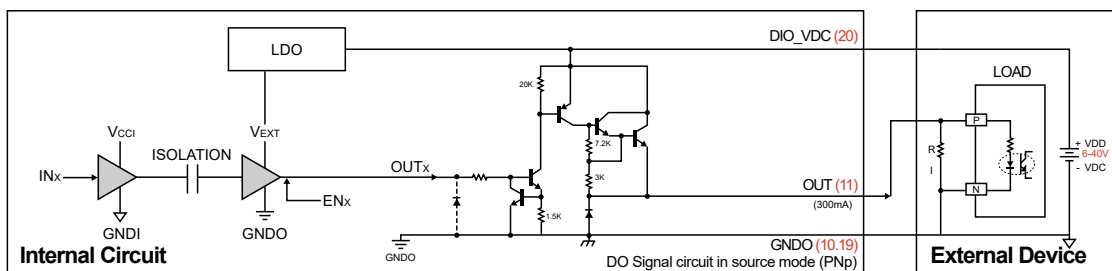 DIO_VDC (20)
LDO
LOAD
20K
VCCI
VEXT
ISOLATION
7.2K
P
R
I
+ VDD
6-40V
- VDC
INX
OUTX
3K
ENX
OUT (11)
(300mA)
N
1.5K
GNDI
GNDO
GNDO
GNDO (10.19)
Internal Circuit
DO Signal circuit in source mode (PNp)
External Device